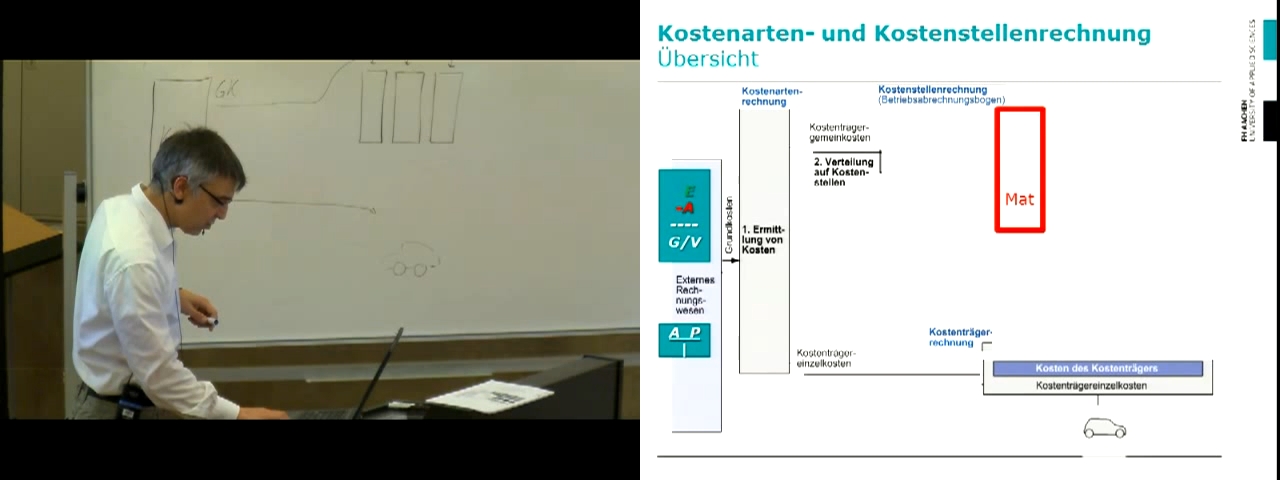 GK
Kostenarten- und Kostenstellenrechnung
Übersicht
FH AACHEN
UNIVERSITY OF APPLIED SCIENCES
Kostenarten-
rechnung
Kostenstellenrechnung
(Betriebsabrechnungsbogen)
Kostenträger-
gemeinkosten
2. Verteilung
auf Kosten-
stellen
E
-A
----
G/V
Grundkosten
1. Ermitt-
lung von
Kosten
Mat
Externes
Rech-
nungs-
wesen
A P
Kostenträger-
rechnung
Kostenträger-
einzelkosten
Kosten des Kostenträgers
Kostenträgereinzelkosten